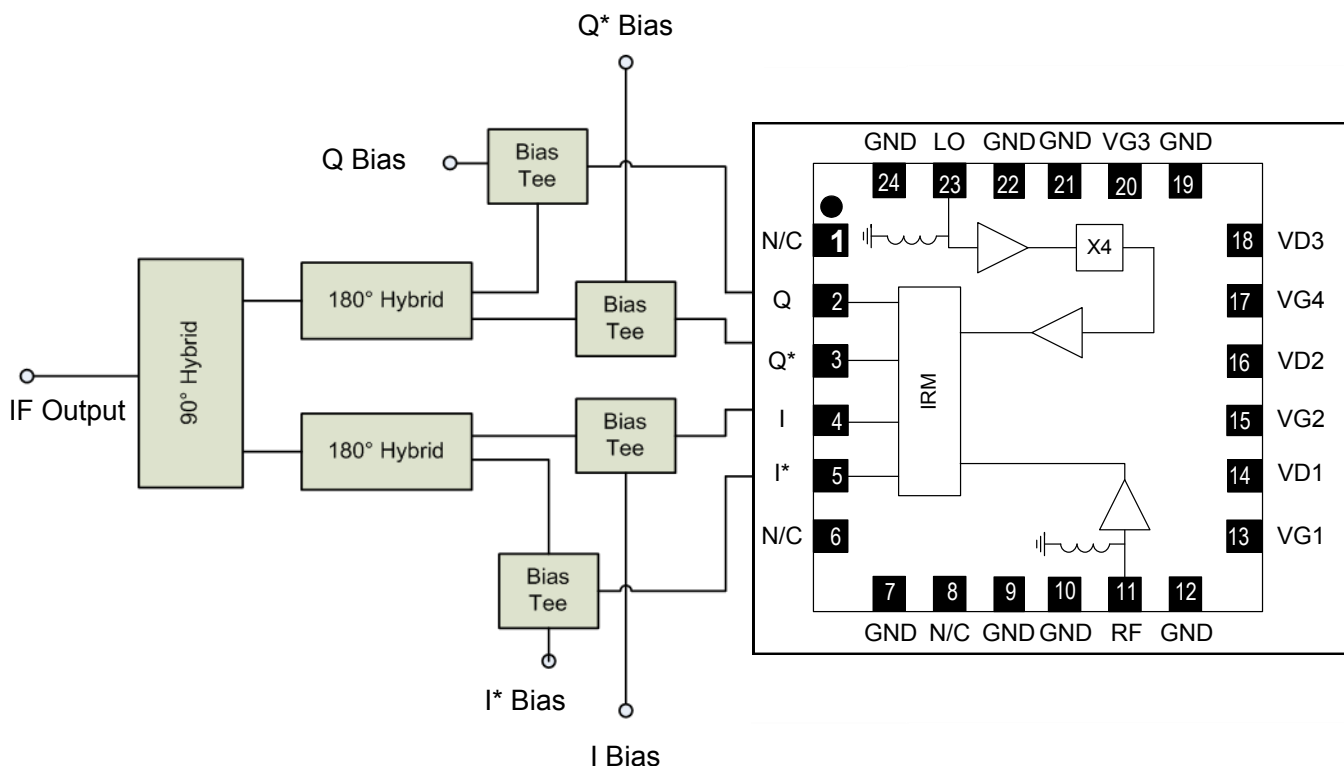 Q* Bias
Q Bias
Bias
Tee
90° Hybrid
180° Hybrid
Bias
Tee
IF Output
180° Hybrid
Bias
Tee
Bias
Tee
I* Bias
I Bias
GND LO GND GND VG3 GND
24 23 22 21 20 19
N/C 1
Q 2
Q* 3
I 4
I* 5
N/C 6
X4
IRM
18 VD3
17 VG4
16 VD2
15 VG2
14 VD1
13 VG1
7 8 9 10 11 12
GND N/C GND GND RF GND